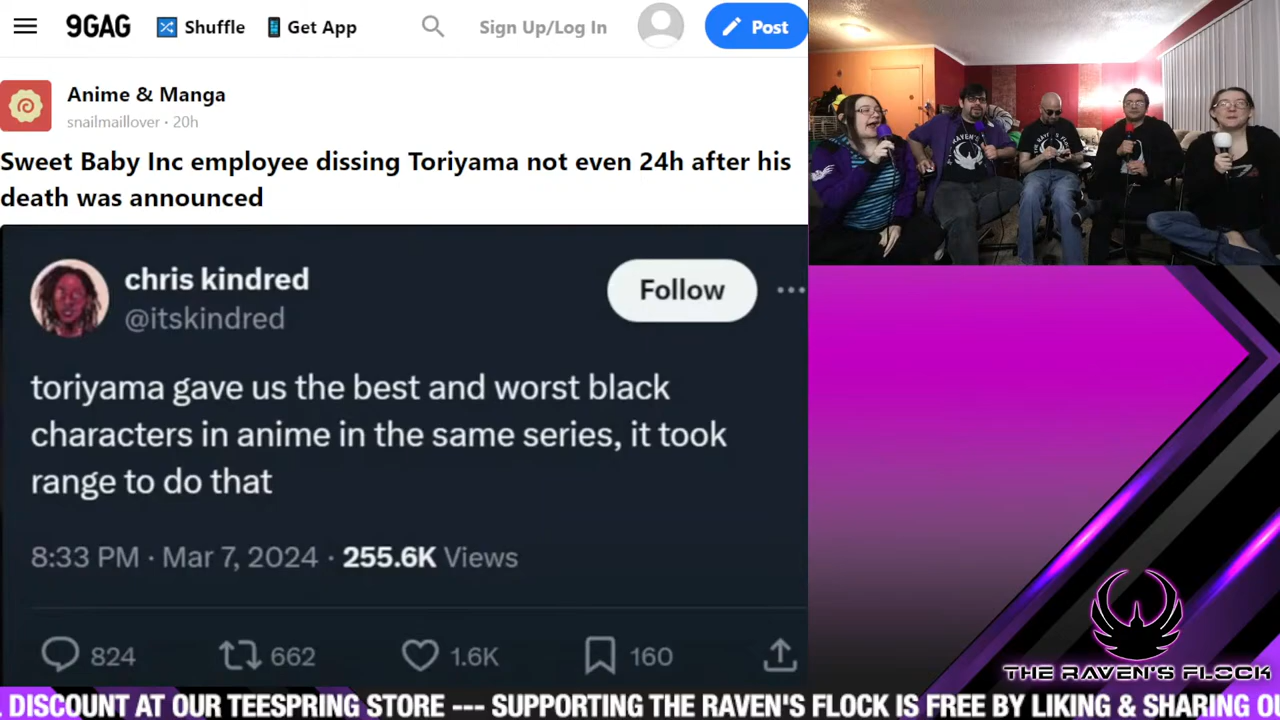 9GAG Shuffle Get App Sign Up/Log In Post
Anime & Manga
snailmaillover · 20h
Sweet Baby Inc employee dissing Toriyama not even 24h after his
death was announced
chris kindred
@itskindred
Follow
toriyama gave us the best and worst black
characters in anime in the same series, it took
range to do that
8:33 PM · Mar 7, 2024 · 255.6K Views
824 662 1.6K 160
THE RAVEN'S FLOCK
DISCOUNT AT OUR TEESPRING STORE --- SUPPORTING THE RAVEN'S FLOCK IS FREE BY LIKING & SHARING